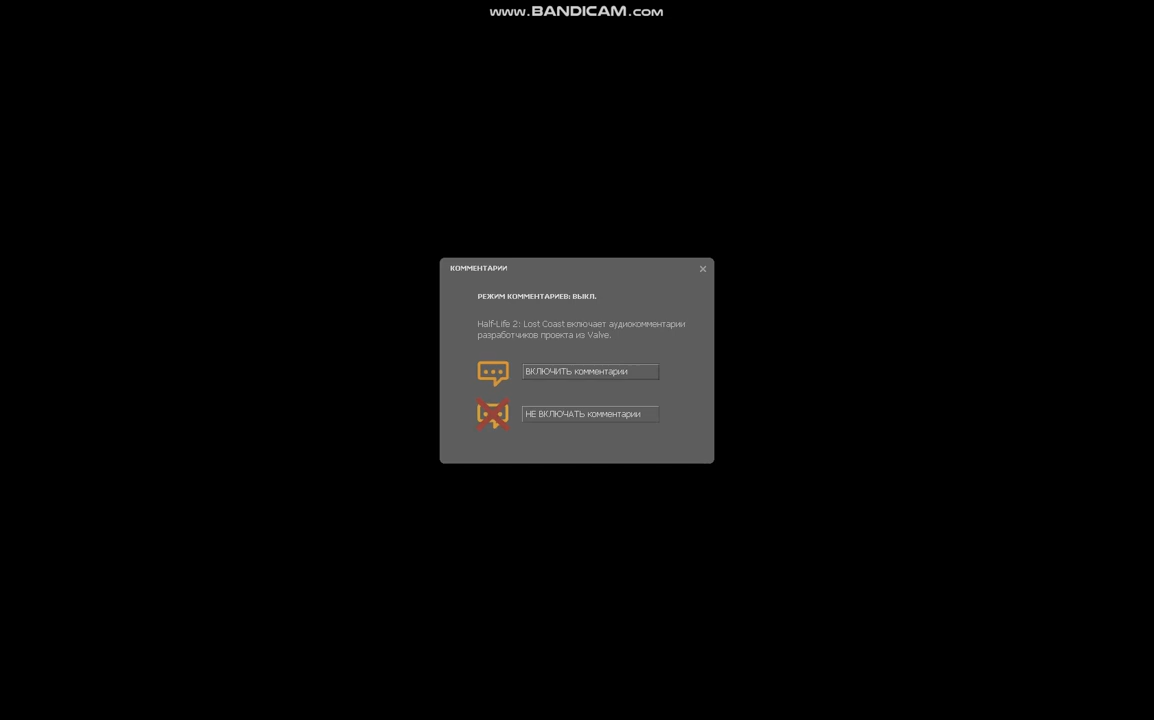 www.BANDICAM.com
КОММЕНТАРИИ
РЕЖИМ КОММЕНТАРИЕВ: ВЫКЛ.
Half-Life 2: Lost Coast включает аудиокомментарии
разработчиков проекта из Valve.
ВКЛЮЧИТЬ комментарии
НЕ ВКЛЮЧАТЬ комментарии